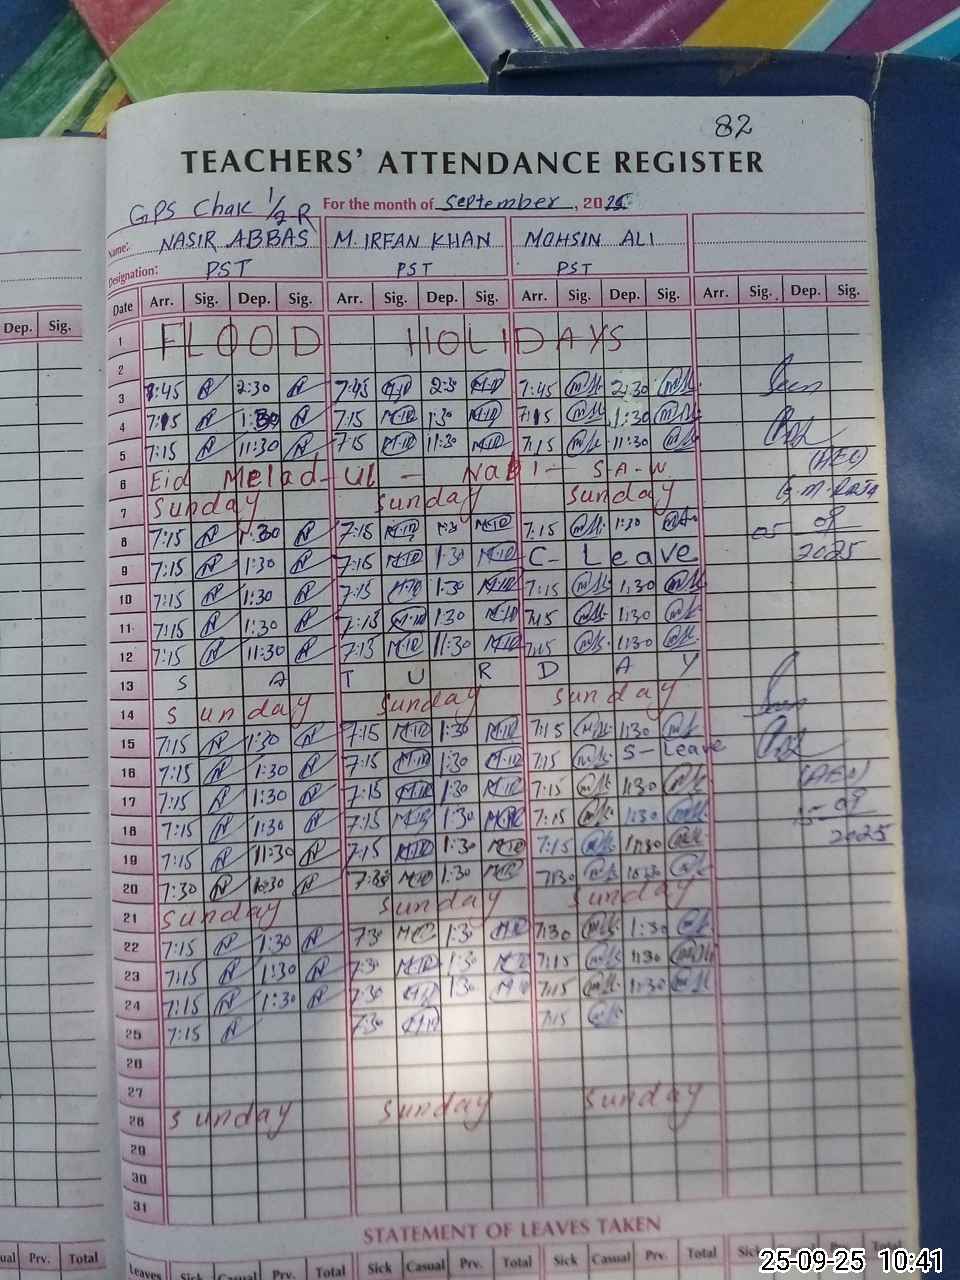 82
TEACHERS' ATTENDANCE REGISTER
GPS Chak 1/2R For the month of September, 2025
Name: NASIR ABBAS M. IRFAN KHAN MOHSIN ALI
Designation: PST PST PST
Dep. Sig. Date Arr. Sig. Dep. Sig. Arr. Sig. Dep. Sig. Arr. Sig. Dep. Sig. Arr. Sig. Dep. Sig.
1 FLOOD HOLIDAYS
2
3 7:45 2:30 7:45 2:30 7:45 2:30
4 7:15 1:30 7:15 1:30 7:15 1:30
5 7:15 11:30 7:15 11:30 7:15 11:30
(AEO)
6 Eid Melad-Ul-Nabi-S A-W
7 Sunday Sunday Sunday
8 7:15 1:30 7:15 1:30 7:15 1:30 05 09
9 7:15 1:30 7:15 1:30 C-Leave 2025
10 7:15 1:30 7:15 1:30 7:15 1:30
11 7:15 1:30 7:15 1:30 7:15 1:30
12 7:15 11:30 7:15 11:30 7:15 11:30
13 S A T U R D A Y
14 Sunday Sunday Sunday
15 7:15 1:30 7:15 1:30 7:15 1:30
16 7:15 1:30 7:15 1:30 7:15 S-Leave
17 7:15 1:30 7:15 1:30 7:15 1:30 (AEO)
18 7:15 1:30 7:15 1:30 7:15 1:30 09
19 7:15 11:30 7:15 1:30 7:15 11:30 2025
20 7:30 10:30 7:30 1:30 7:30 10:30
21 Sunday Sunday Sunday
22 7:15 1:30 7:30 1:30 7:30 1:30
23 7:15 1:30 7:30 1:30 7:15 1:30
24 7:15 1:30 7:30 1:30 7:15 1:30
25 7:15 7:30 7:15
26
27
28 Sunday Sunday Sunday
29
30
31
STATEMENT OF LEAVES TAKEN
Prv. Total Leaves Sick Casual Prv. Total Sick Casual Prv. Total Sick Casual Prv. Total
25-09-25 10:41